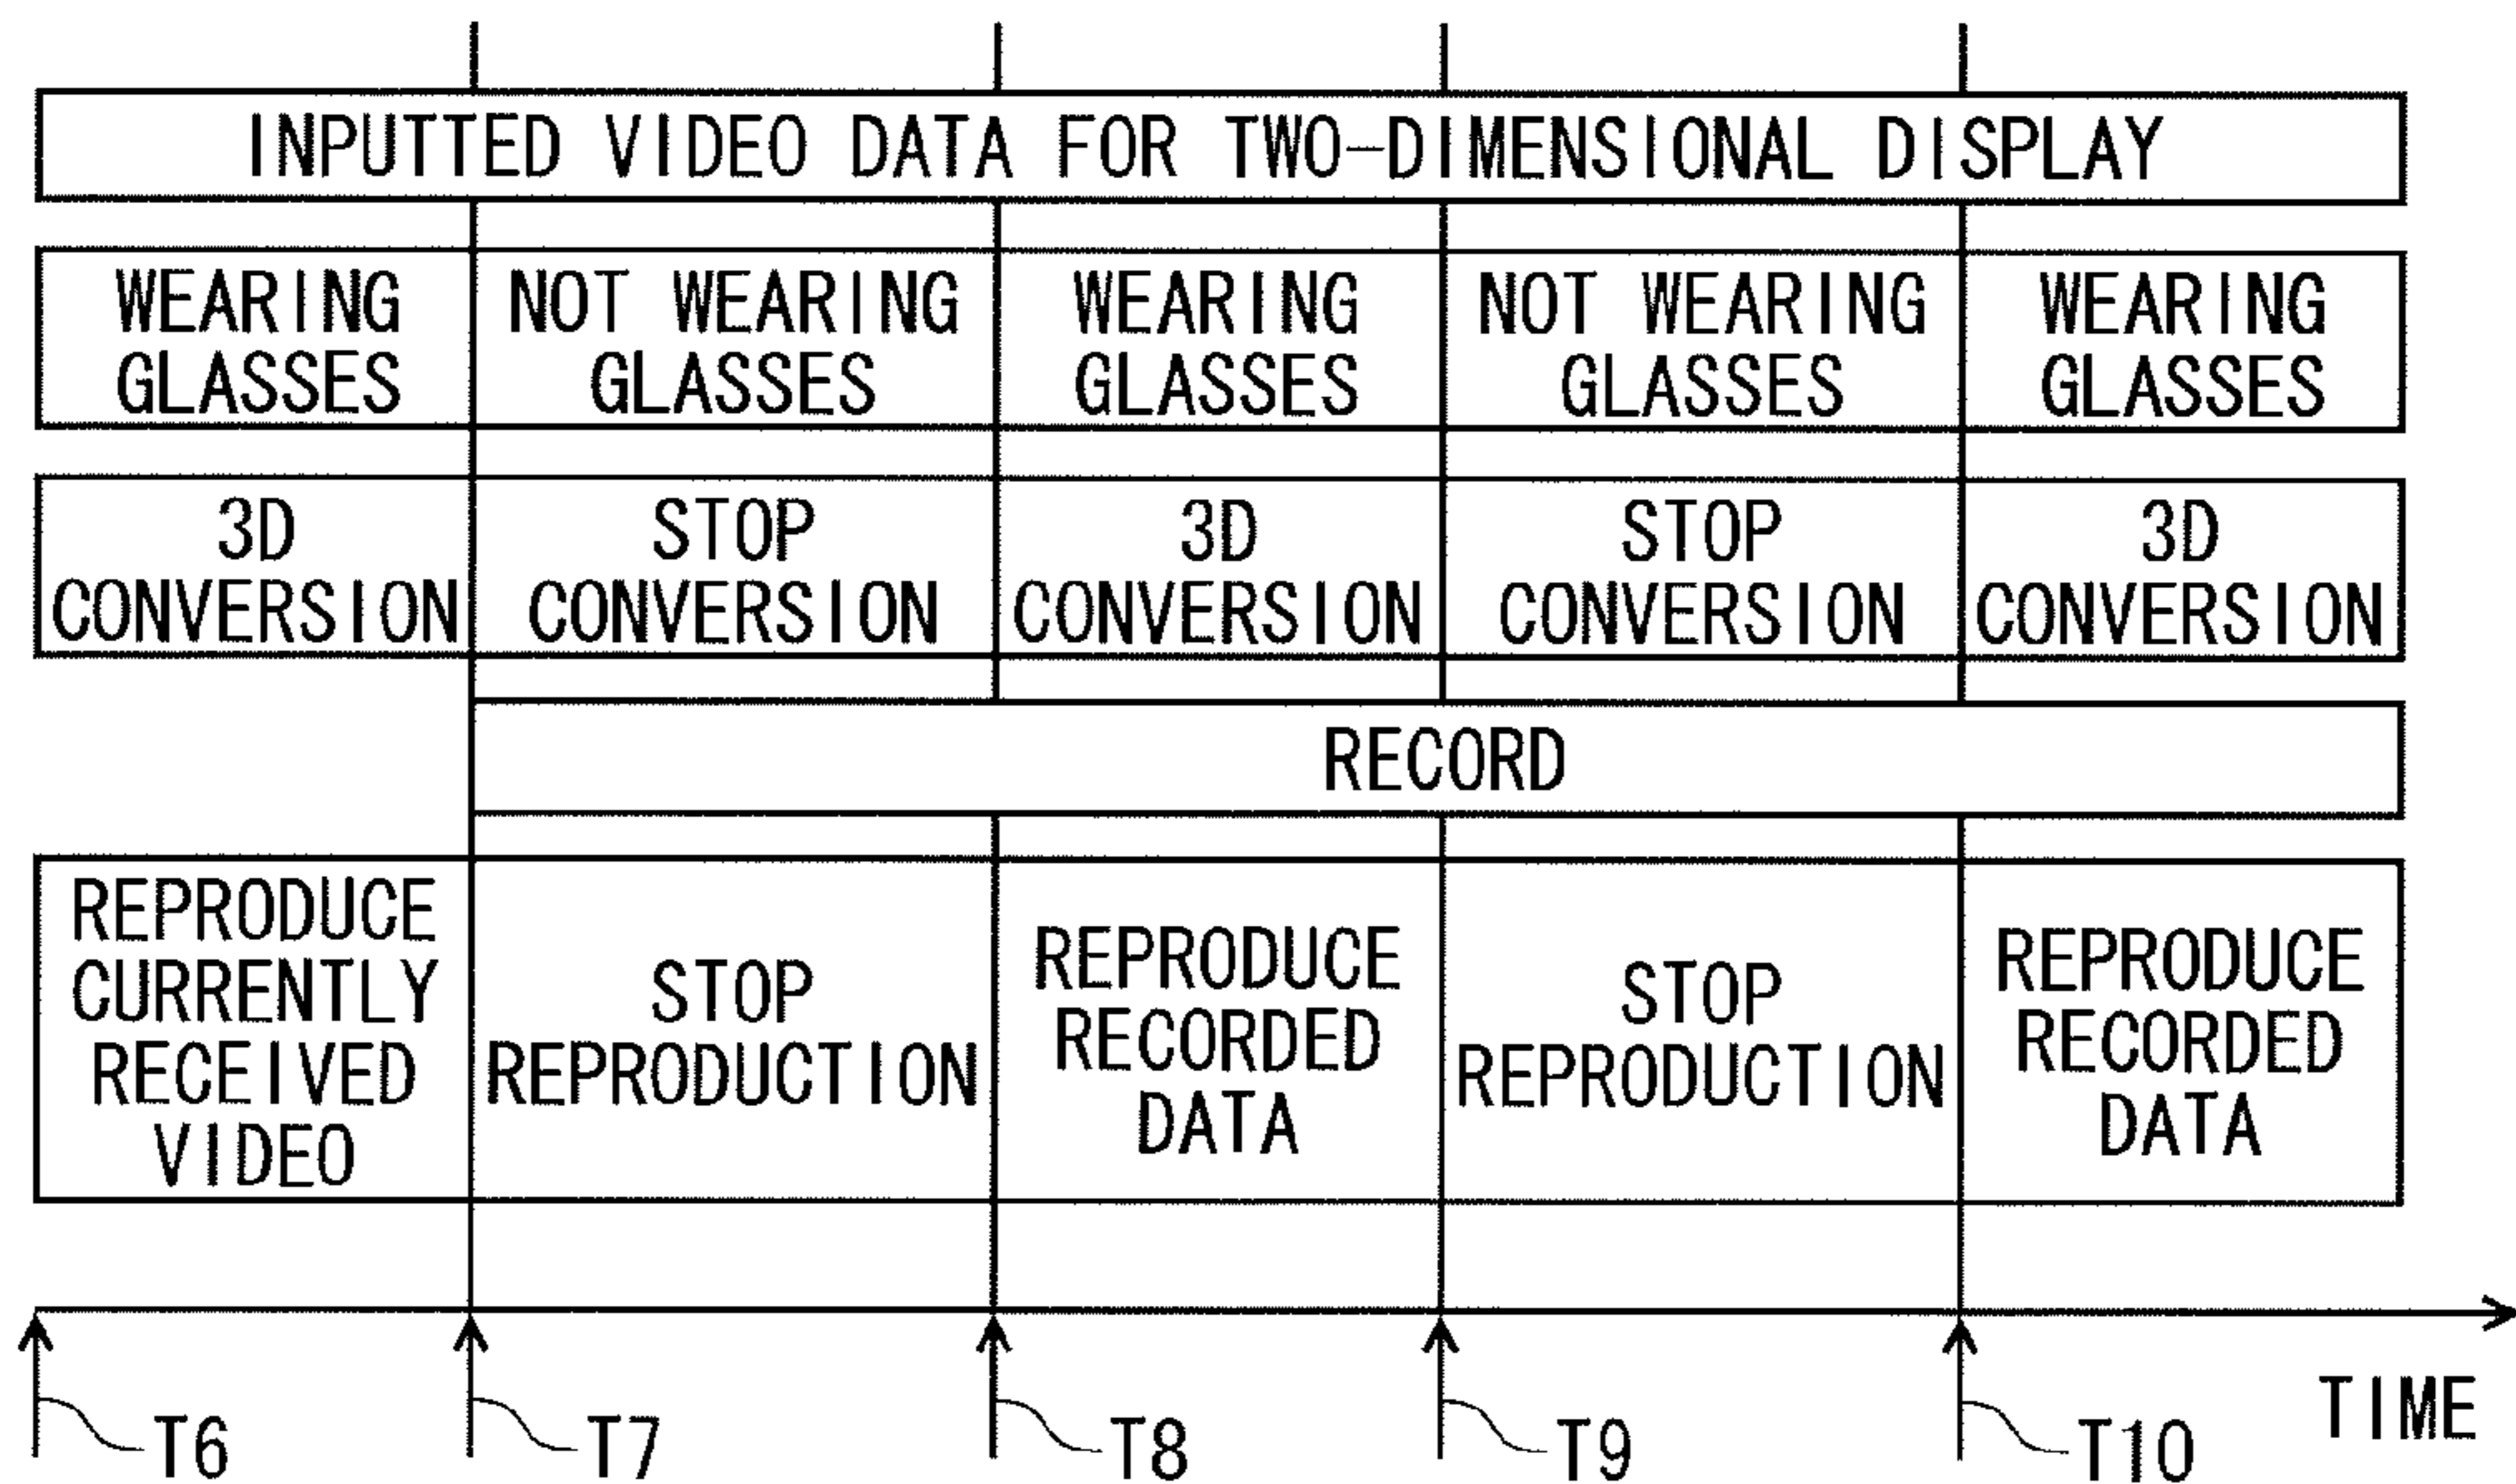 INPUTTED VIDEO DATA FOR TWO-DIMENSIONAL DISPLAY
WEARING
GLASSES
NOT WEARING
GLASSES
WEARING
GLASSES
NOT WEARING
GLASSES
WEARING
GLASSES
3D
CONVERSION
STOP
CONVERSION
3D
CONVERSION
STOP
CONVERSION
3D
CONVERSION
RECORD
REPRODUCE
CURRENTLY
RECEIVED
VIDEO
STOP
REPRODUCTION
REPRODUCE
RECORDED
DATA
STOP
REPRODUCTION
REPRODUCE
RECORDED
DATA
T6
T7
T8
T9
T10
TIME